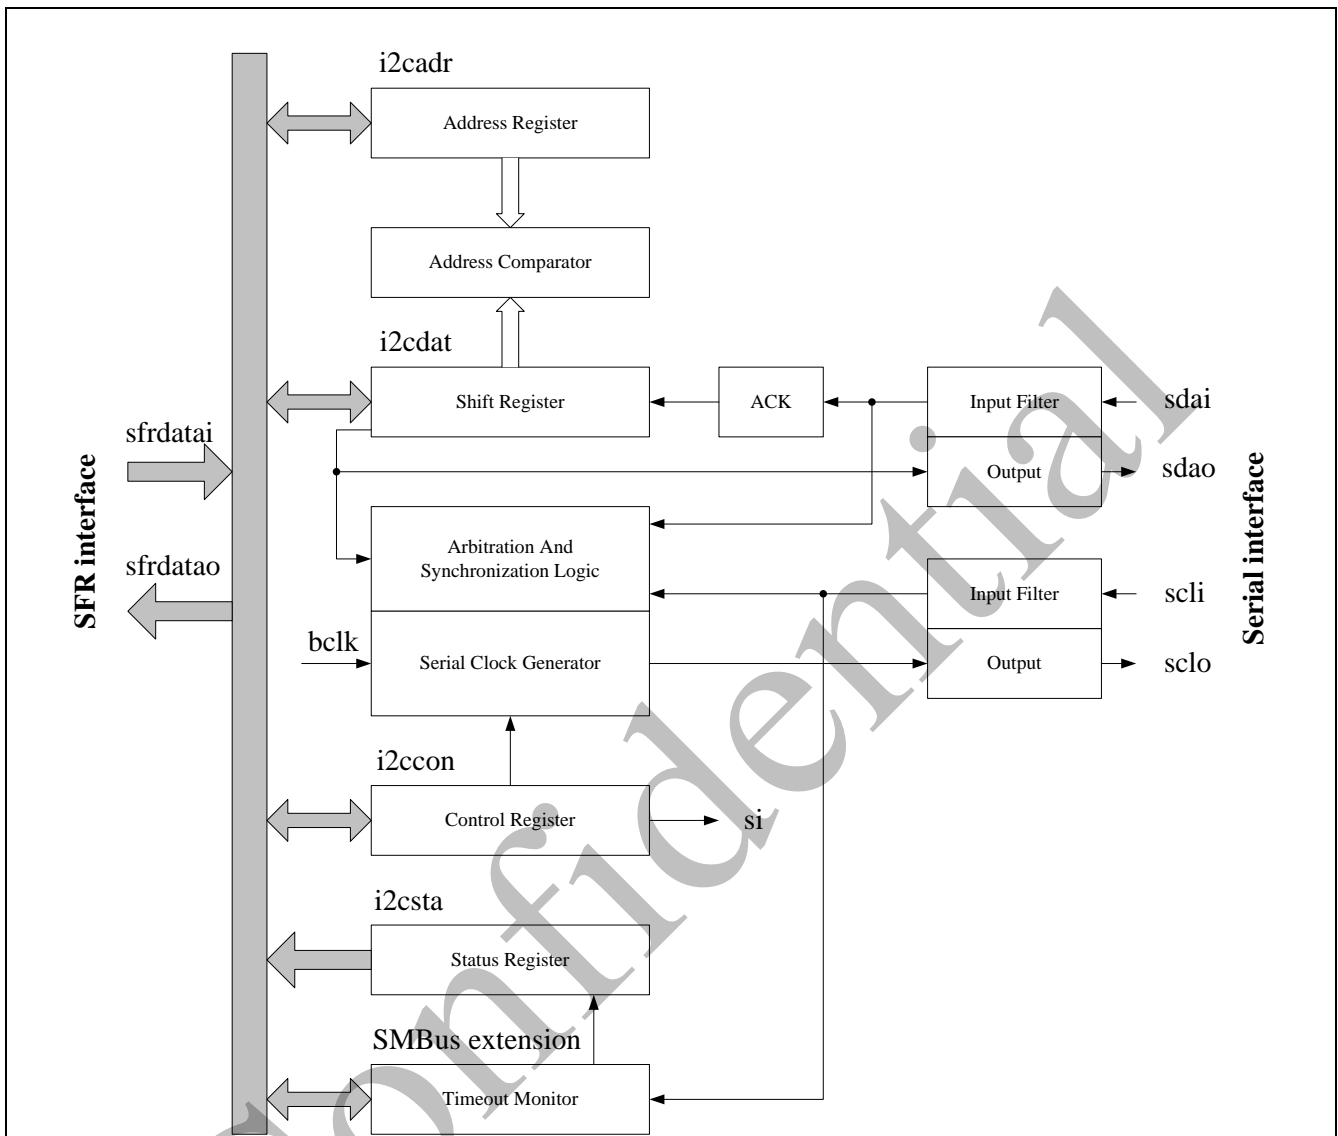 i2cadr
Address Register
Address Comparator
i2cdat
Shift Register
ACK
Input Filter
sdai
sfrdatai
Output
sdao
SFR interface
Serial interface
Arbitration And
Synchronization Logic
sfrdatao
Input Filter
scli
bclk
Serial Clock Generator
Output
sclo
i2ccon
Control Register
si
i2csta
Status Register
SMBus extension
Timeout Monitor
Confidential